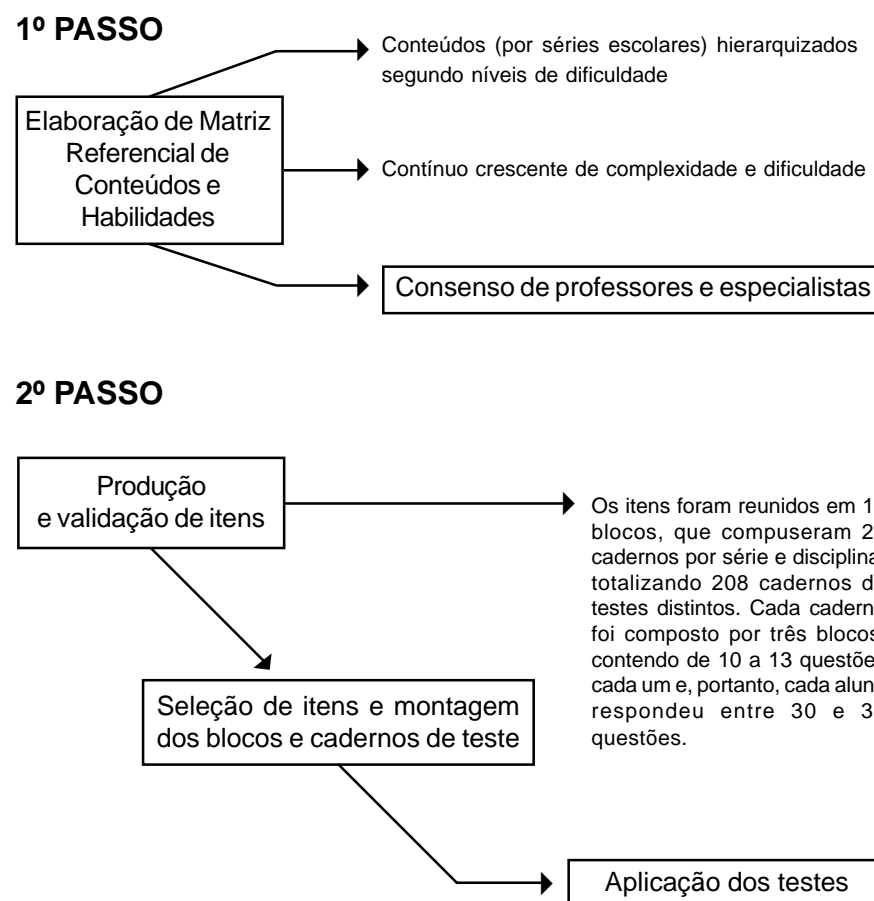 1º PASSO
Conteúdos (por séries escolares) hierarquizados
segundo níveis de dificuldade
Elaboração de Matriz
Referencial de
Conteúdos e
Habilidades
Contínuo crescente de complexidade e dificuldade
Consenso de professores e especialistas
2º PASSO
Produção
e validação de itens
Os itens foram reunidos em
blocos, que compuseram
cadernos por série e disciplina
totalizando 208 cadernos
testes distintos. Cada
foi composto por três blocos
contendo de 10 a 13
cada um e, portanto, cada
respondeu entre 30 e
questões.
Seleção de itens e montagem
dos blocos e cadernos de teste
Aplicação dos testes